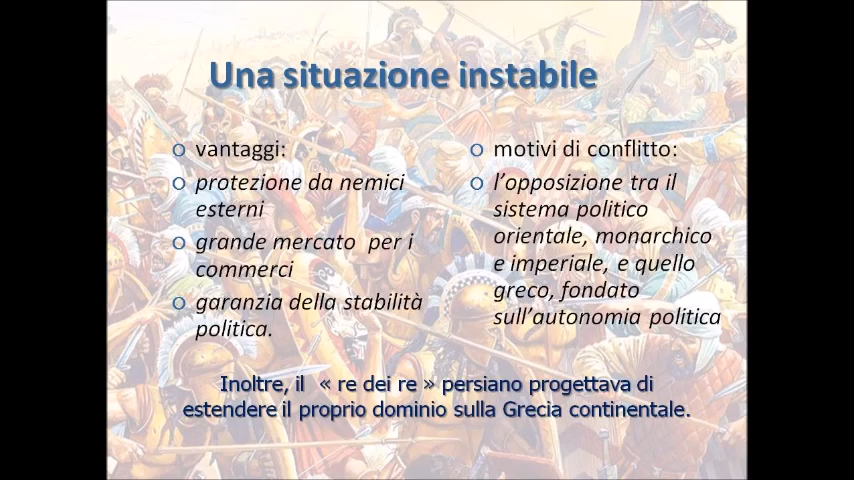 Una situazione instabile
o vantaggi:
o protezione da nemici
esterni
o grande mercato per i
commerci
o garanzia della stabilità
politica.
o motivi di conflitto:
o l’opposizione tra il
sistema politico
orientale, monarchico
e imperiale, e quello
greco, fondato
sull’autonomia politica
Inoltre, il « re dei re » persiano progettava di
estendere il proprio dominio sulla Grecia continentale.